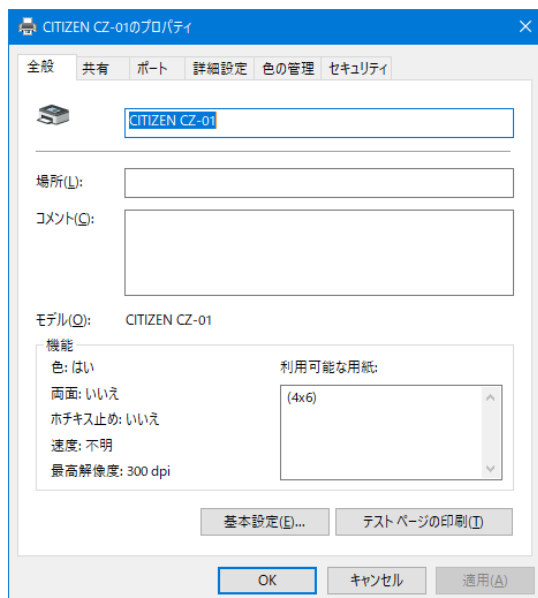 CITIZEN CZ-01のプロパティ
全般 共有 ポート 詳細設定 色の管理 セキュリティ
CITIZEN CZ-01
場所(L):
コメント(C):
モデル(O): CITIZEN CZ-01
機能
色: はい
利用可能な用紙:
両面: いいえ
(4x6)
ホチキス止め: いいえ
速度: 不明
最高解像度: 300 dpi
基本設定(E)... テスト ページの印刷(T)
OK キャンセル 適用(A)